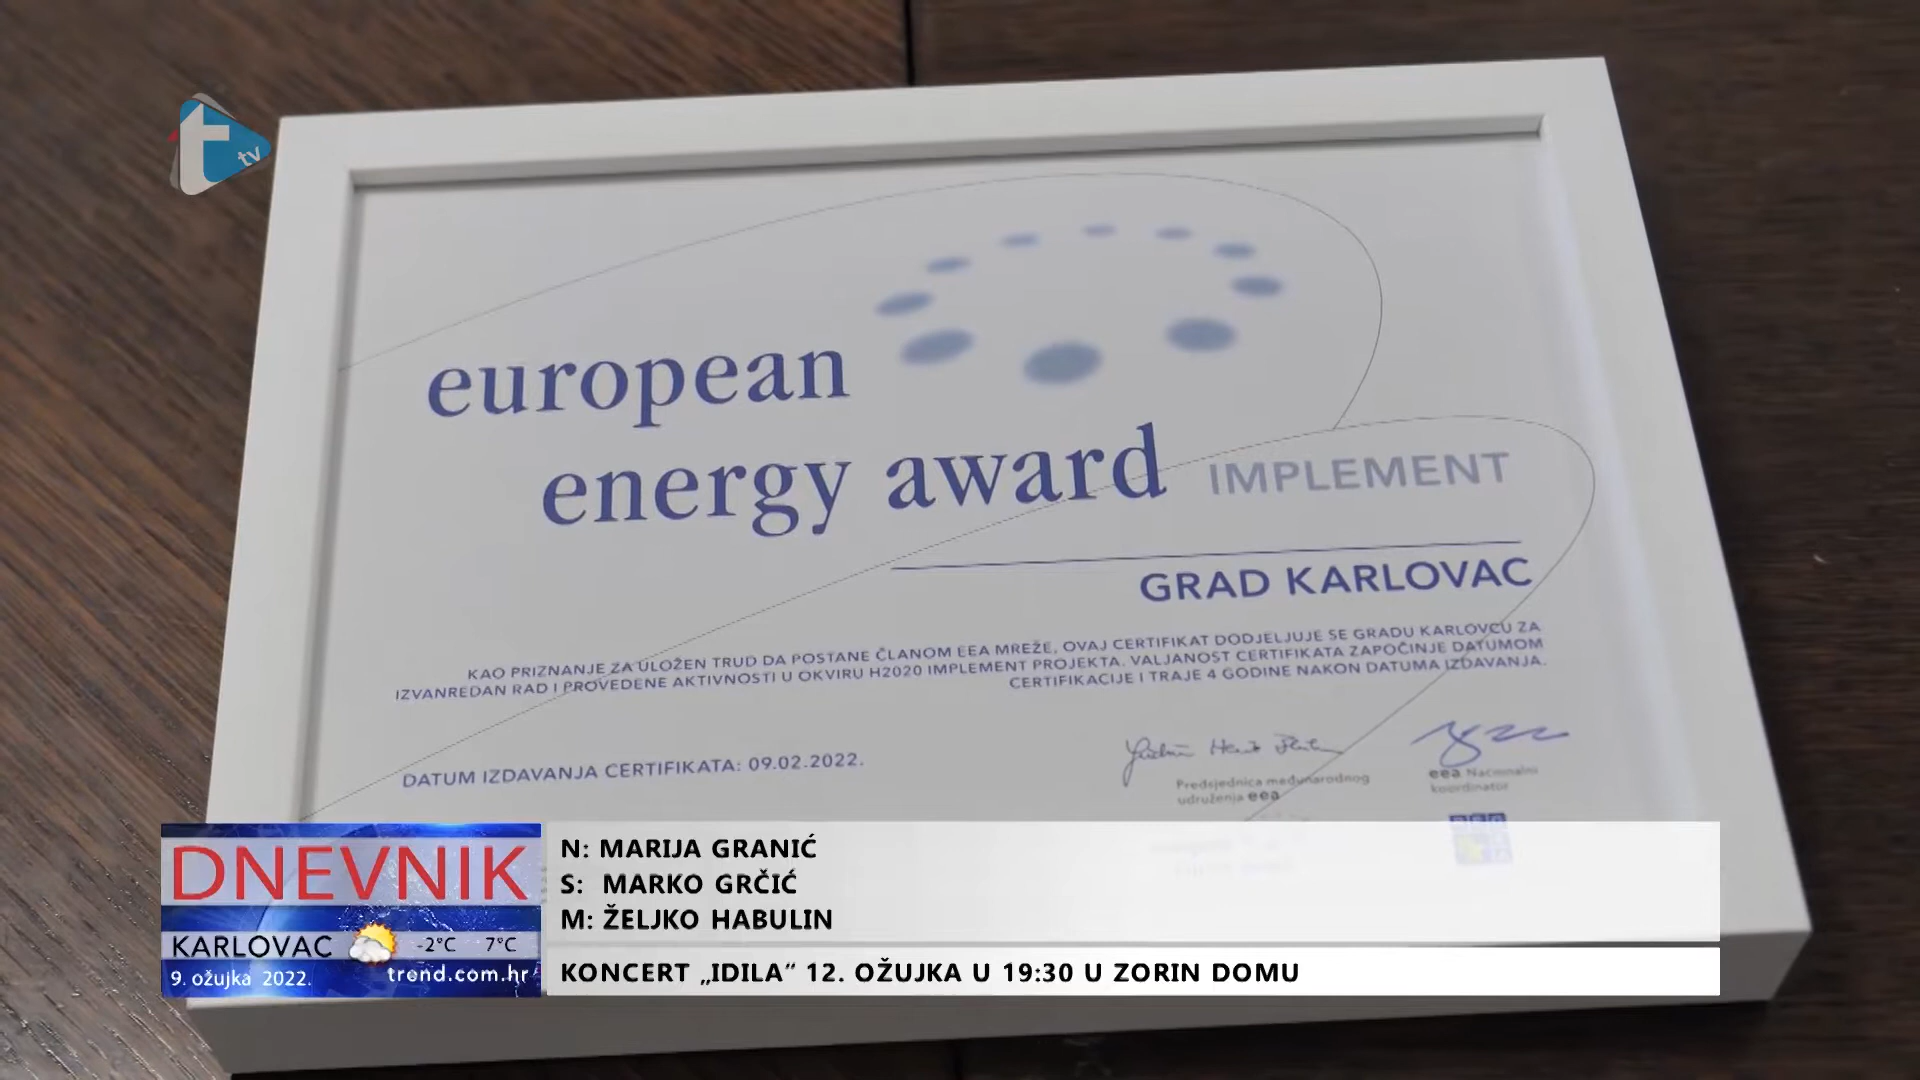 t tv
european
energy award IMPLEMENT
GRAD KARLOVAC
KAO PRIZNANJE ZA ULOŽEN TRUD DA POSTANE ČLANOM EEA MREŽE, OVAJ CERTIFIKAT DODJELJUJE SE GRADU KARLOVCU ZA
IZVANREDAN RAD I PROVEDENE AKTIVNOSTI U OKVIRU H2020 IMPLEMENT PROJEKTA. VALJANOST CERTIFIKATA ZAPOČINJE DATUMOM
CERTIFIKACIJE I TRAJE 4 GODINE NAKON DATUMA IZDAVANJA.
DATUM IZDAVANJA CERTIFIKATA: 09.02.2022.
Predsjednica međunarodnog
udruženja eea
eea Nacionalni
koordinator
DNEVNIK
KARLOVAC -2°C 7°C
9. ožujka 2022. trend.com.hr
N: MARIJA GRANIĆ
S: MARKO GRČIĆ
M: ŽELJKO HABULIN
KONCERT „IDILA“ 12. OŽUJKA U 19:30 U ZORIN DOMU